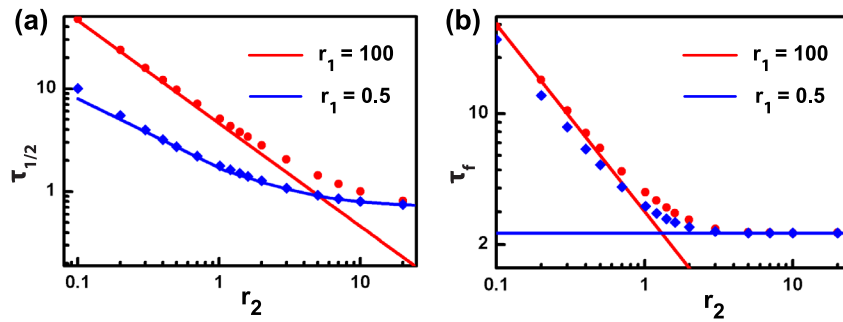 (a)
r₁ = 100
r₁ = 0.5
10
1
τ₁/₂
0.1
1
10
r₂
(b)
r₁ = 100
r₁ = 0.5
10
2
τ_f
0.1
1
10
r₂